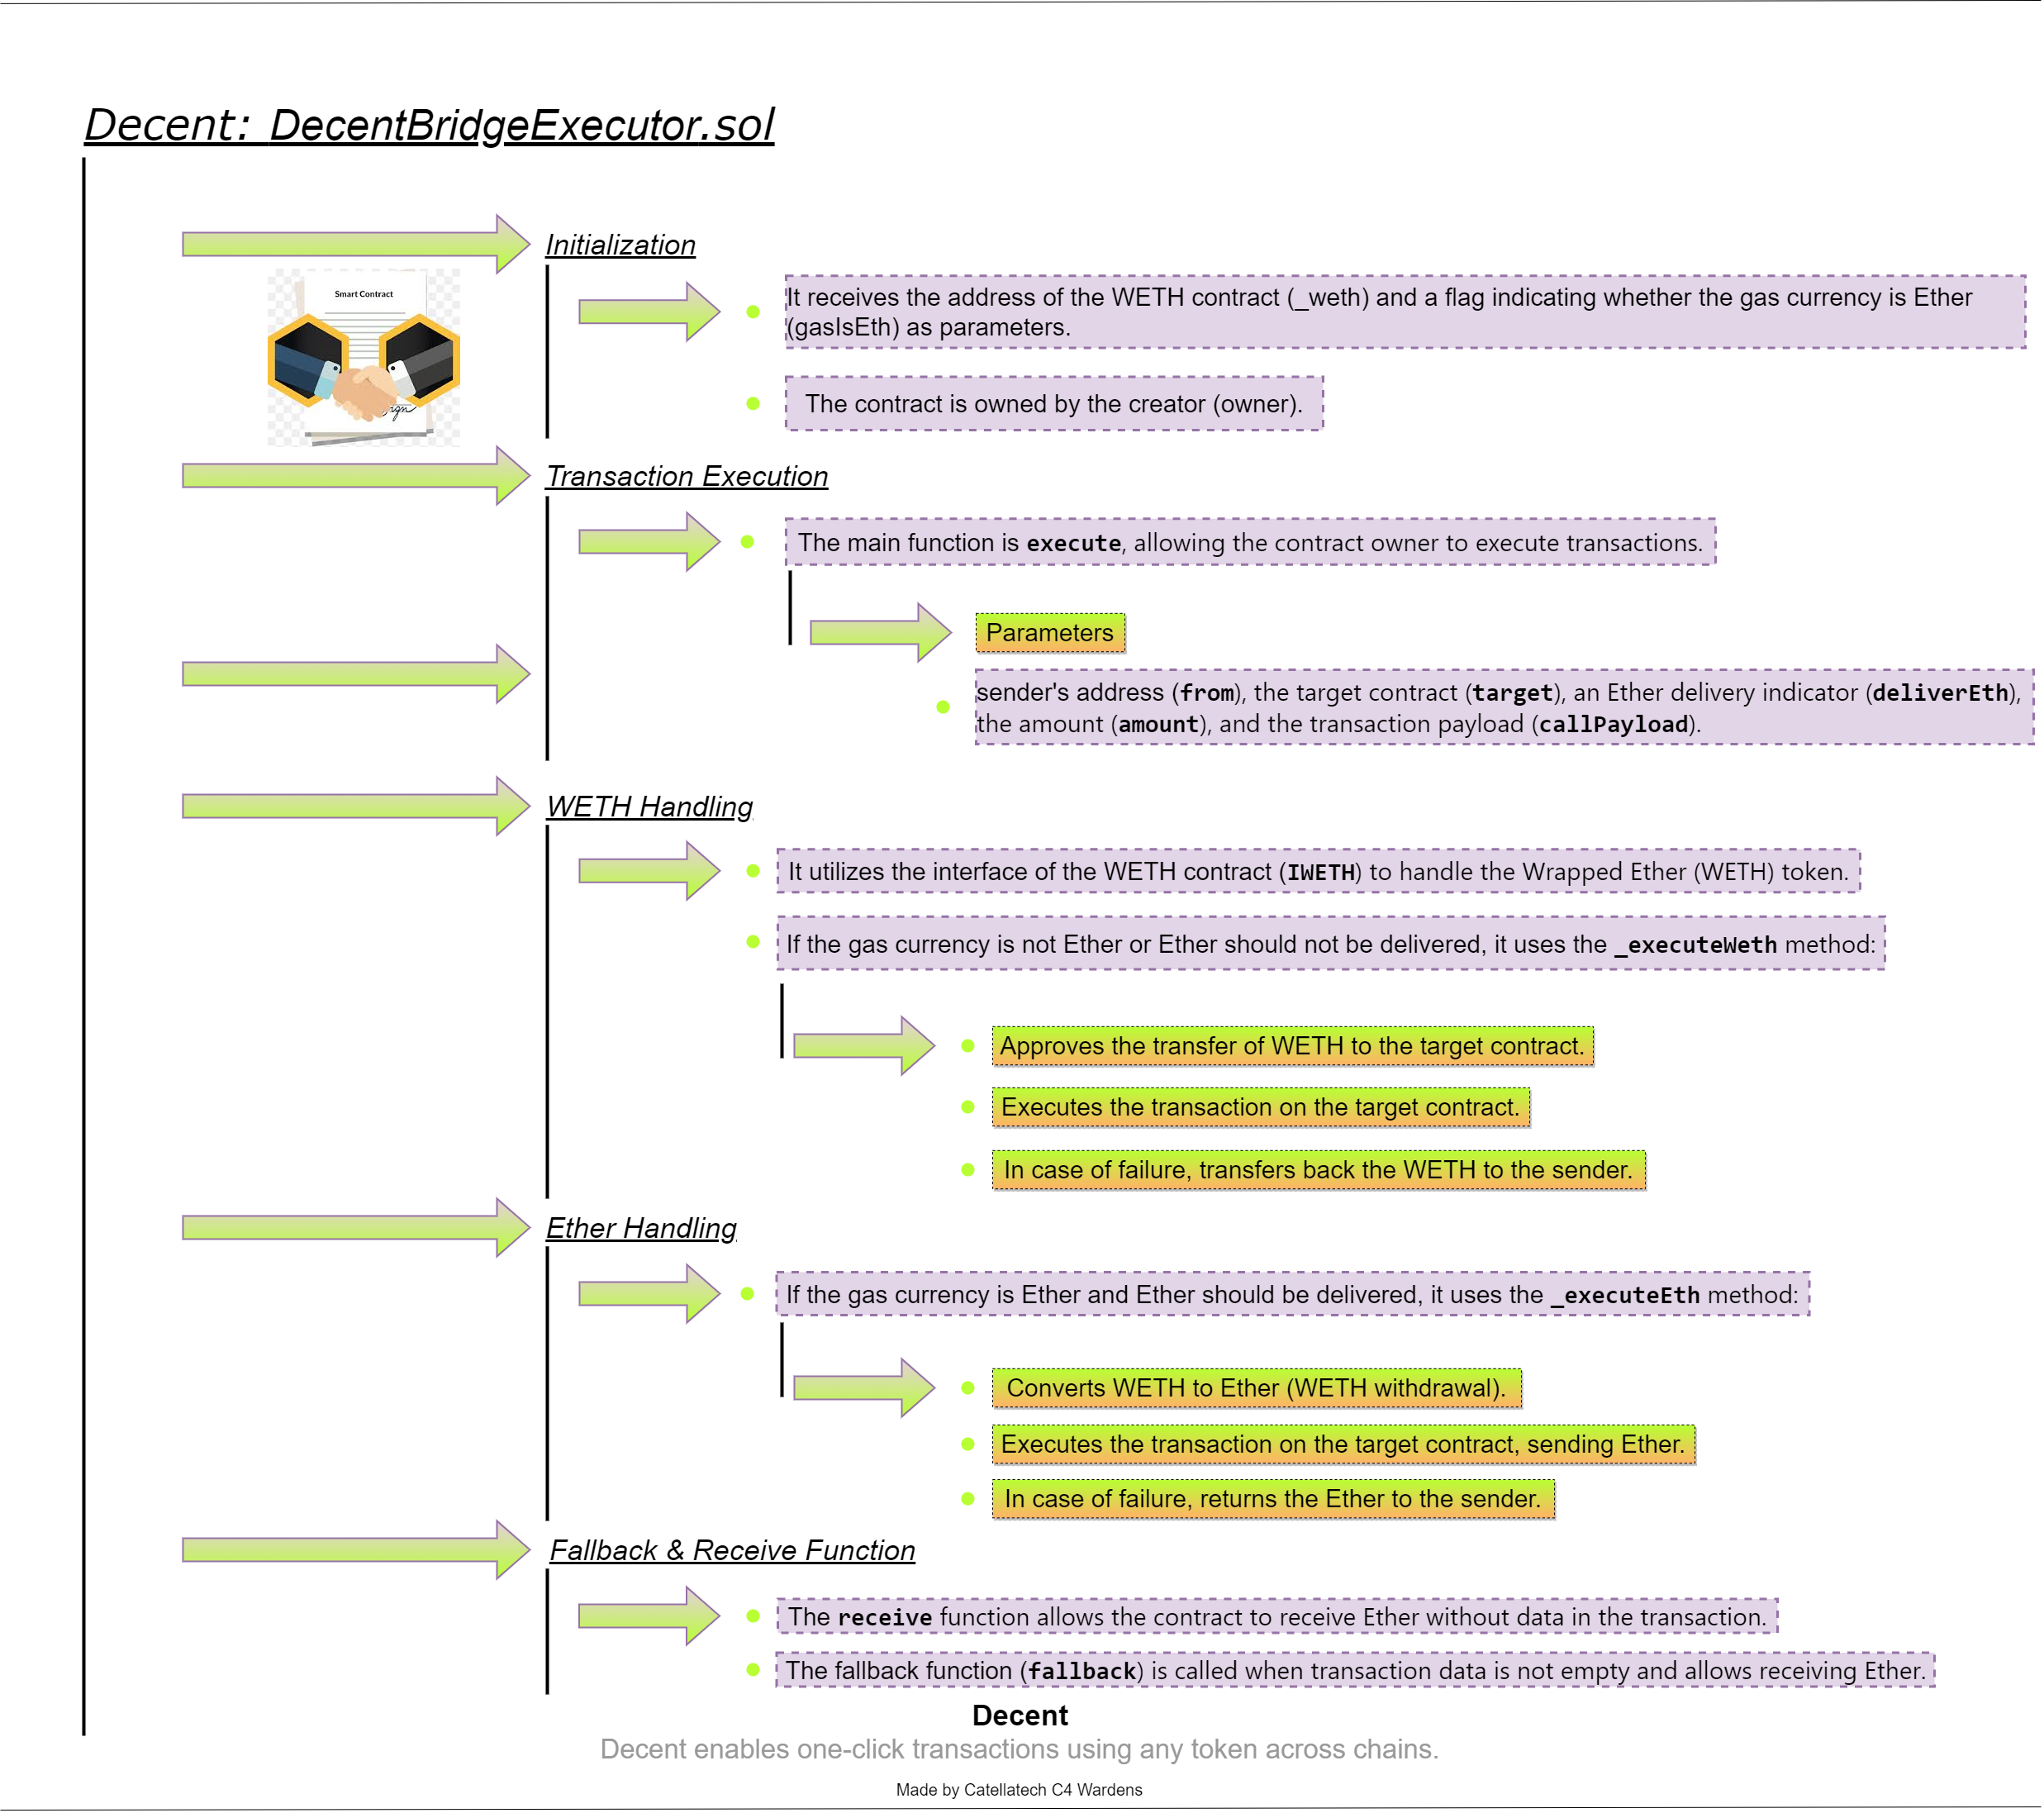 Decent: DecentBridgeExecutor.sol
Initialization
Smart Contract
It receives the address of the WETH contract (_weth) and a flag indicating whether the gas currency is Ether
(gasIsEth) as parameters.
The contract is owned by the creator (owner).
Transaction Execution
The main function is execute, allowing the contract owner to execute transactions.
Parameters
sender's address (from), the target contract (target), an Ether delivery indicator (deliverEth),
the amount (amount), and the transaction payload (callPayload).
WETH Handling
It utilizes the interface of the WETH contract (IWETH) to handle the Wrapped Ether (WETH) token.
If the gas currency is not Ether or Ether should not be delivered, it uses the _executeWeth method:
Approves the transfer of WETH to the target contract.
Executes the transaction on the target contract.
In case of failure, transfers back the WETH to the sender.
Ether Handling
If the gas currency is Ether and Ether should be delivered, it uses the _executeEth method:
Converts WETH to Ether (WETH withdrawal).
Executes the transaction on the target contract, sending Ether.
In case of failure, returns the Ether to the sender.
Fallback & Receive Function
The receive function allows the contract to receive Ether without data in the transaction.
The fallback function (fallback) is called when transaction data is not empty and allows receiving Ether.
Decent
Decent enables one-click transactions using any token across chains.
Made by Catellatech C4 Wardens